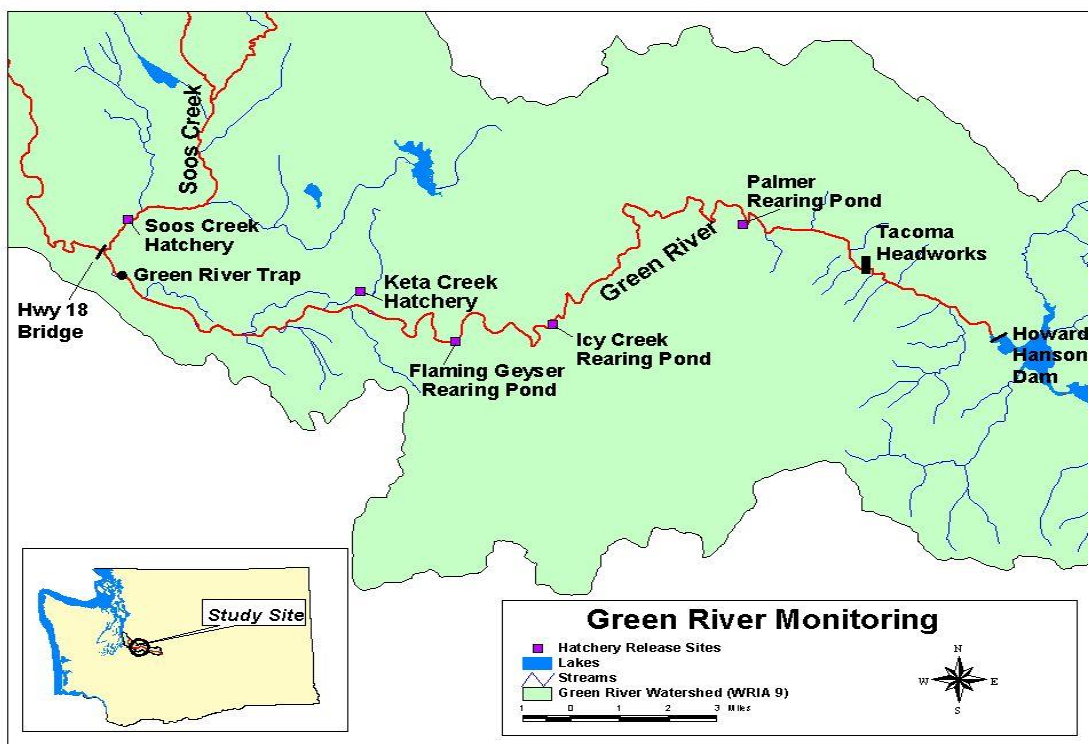 Soos Creek
Soos Creek
Hatchery
Green River Trap
Hwy 18
Bridge
Keta Creek
Hatchery
Flaming Geyser
Rearing Pond
Icy Creek
Rearing Pond
Green River
Palmer
Rearing Pond
Tacoma
Headworks
Howard
Hanson
Dam
Study Site
Green River Monitoring
Hatchery Release Sites
Lakes
Streams
Green River Watershed (WRIA 9)
1 0 1 2 3 Miles
N
W E
S